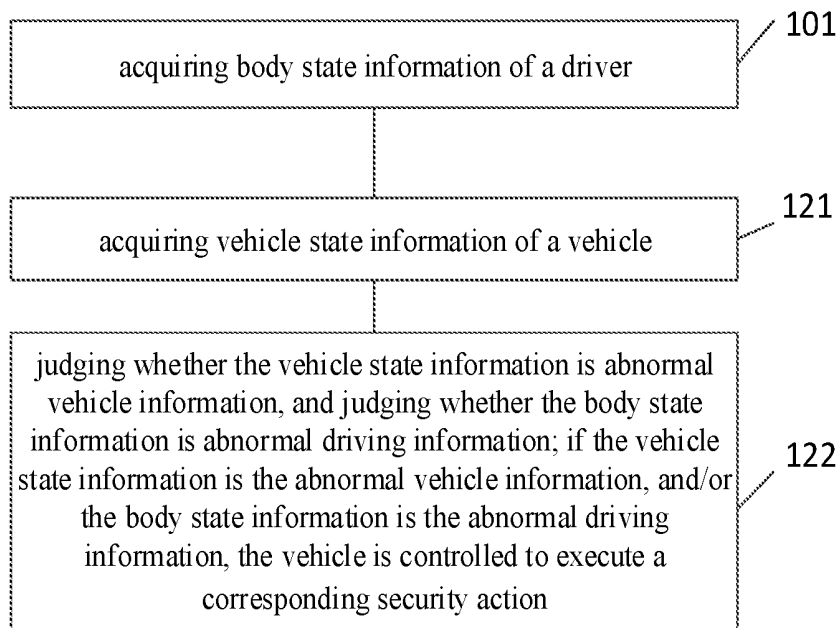 101
acquiring body state information of a driver
121
acquiring vehicle state information of a vehicle
judging whether the vehicle state information is abnormal
vehicle information, and judging whether the body state
information is abnormal driving information; if the vehicle
state information is the abnormal vehicle information, and/or
the body state information is the abnormal driving
information, the vehicle is controlled to execute a
corresponding security action
122